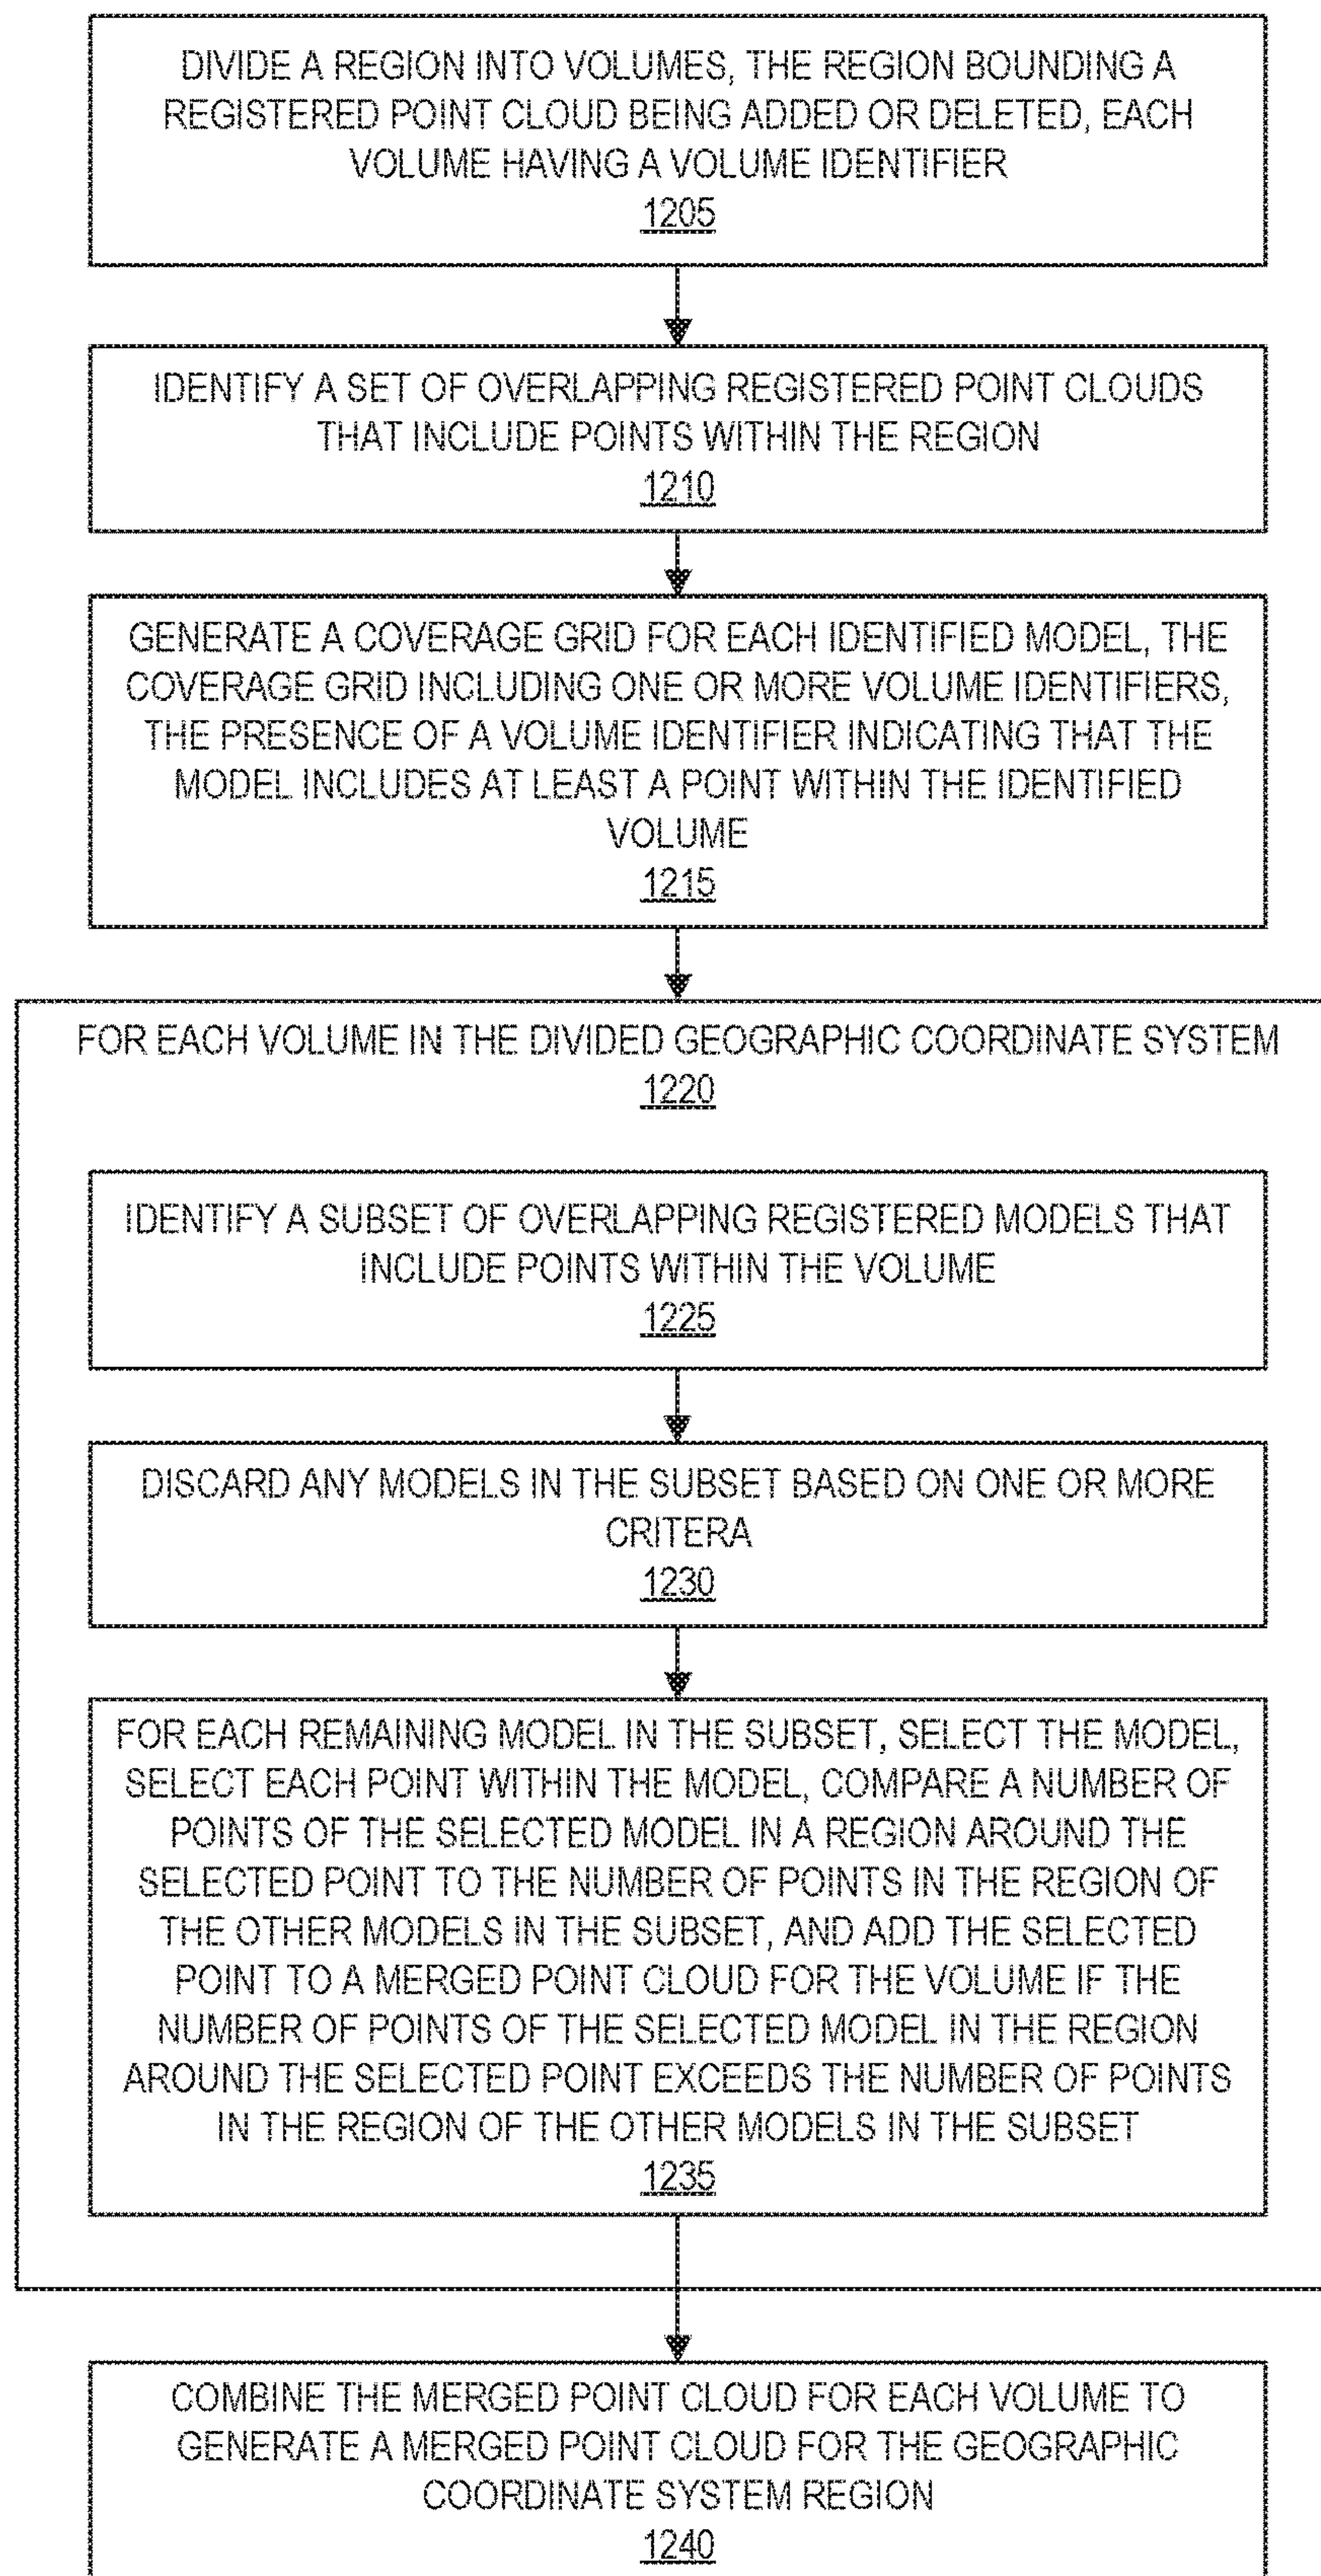 DIVIDE A REGION INTO VOLUMES, THE REGION BOUNDING A
REGISTERED POINT CLOUD BEING ADDED OR DELETED, EACH
VOLUME HAVING A VOLUME IDENTIFIER
1205
IDENTIFY A SET OF OVERLAPPING REGISTERED POINT CLOUDS
THAT INCLUDE POINTS WITHIN THE REGION
1210
GENERATE A COVERAGE GRID FOR EACH IDENTIFIED MODEL, THE
COVERAGE GRID INCLUDING ONE OR MORE VOLUME IDENTIFIERS,
THE PRESENCE OF A VOLUME IDENTIFIER INDICATING THAT THE
MODEL INCLUDES AT LEAST A POINT WITHIN THE IDENTIFIED
VOLUME
1215
FOR EACH VOLUME IN THE DIVIDED GEOGRAPHIC COORDINATE SYSTEM
1220
IDENTIFY A SUBSET OF OVERLAPPING REGISTERED MODELS THAT
INCLUDE POINTS WITHIN THE VOLUME
1225
DISCARD ANY MODELS IN THE SUBSET BASED ON ONE OR MORE
CRITERA
1230
FOR EACH REMAINING MODEL IN THE SUBSET, SELECT THE MODEL,
SELECT EACH POINT WITHIN THE MODEL, COMPARE A NUMBER OF
POINTS OF THE SELECTED MODEL IN A REGION AROUND THE
SELECTED POINT TO THE NUMBER OF POINTS IN THE REGION OF
THE OTHER MODELS IN THE SUBSET, AND ADD THE SELECTED
POINT TO A MERGED POINT CLOUD FOR THE VOLUME IF THE
NUMBER OF POINTS OF THE SELECTED MODEL IN THE REGION
AROUND THE SELECTED POINT EXCEEDS THE NUMBER OF POINTS
IN THE REGION OF THE OTHER MODELS IN THE SUBSET
1235
COMBINE THE MERGED POINT CLOUD FOR EACH VOLUME TO
GENERATE A MERGED POINT CLOUD FOR THE GEOGRAPHIC
COORDINATE SYSTEM REGION
1240